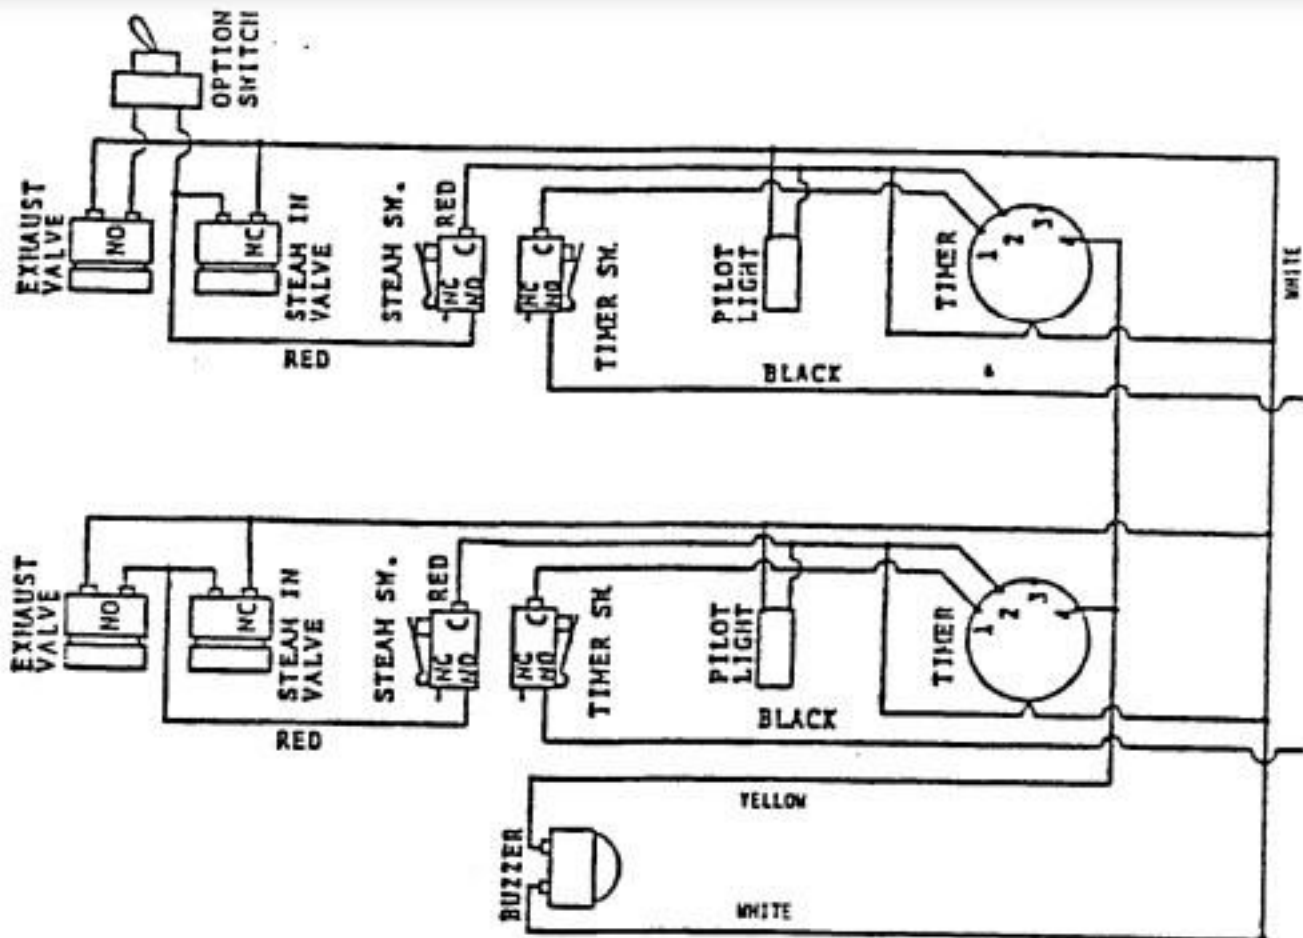 OPTION
SWITCH
EXHAUST
VALVE
NO
NC
STEAM IN
VALVE
STEAM SW.
RED
C
NC
NO
C
NC
NO
TIMER SW.
PILOT
LIGHT
TIMER
1
2
3
4
WHITE
RED
BLACK
EXHAUST
VALVE
NO
NC
STEAM IN
VALVE
STEAM SW.
RED
C
NC
NO
C
NC
NO
TIMER SW.
PILOT
LIGHT
TIMER
1
2
3
4
RED
BLACK
YELLOW
BUZZER
WHITE